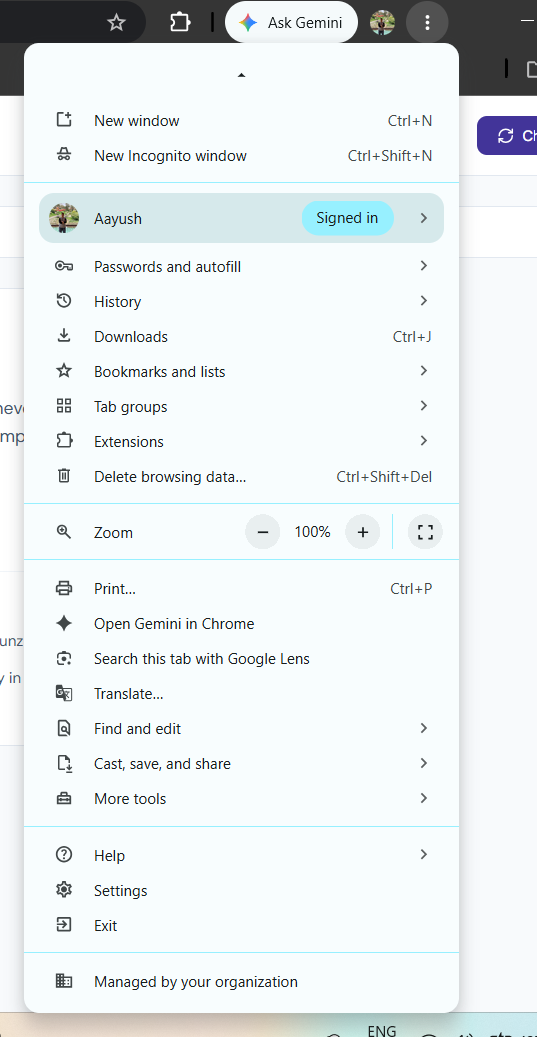 Ask Gemini
New window Ctrl+N
New Incognito window Ctrl+Shift+N
Aayush Signed in
Passwords and autofill
History
Downloads Ctrl+J
Bookmarks and lists
Tab groups
Extensions
Delete browsing data... Ctrl+Shift+Del
Zoom − 100% +
Print... Ctrl+P
Open Gemini in Chrome
Search this tab with Google Lens
Translate...
Find and edit
Cast, save, and share
More tools
Help
Settings
Exit
Managed by your organization
ENG